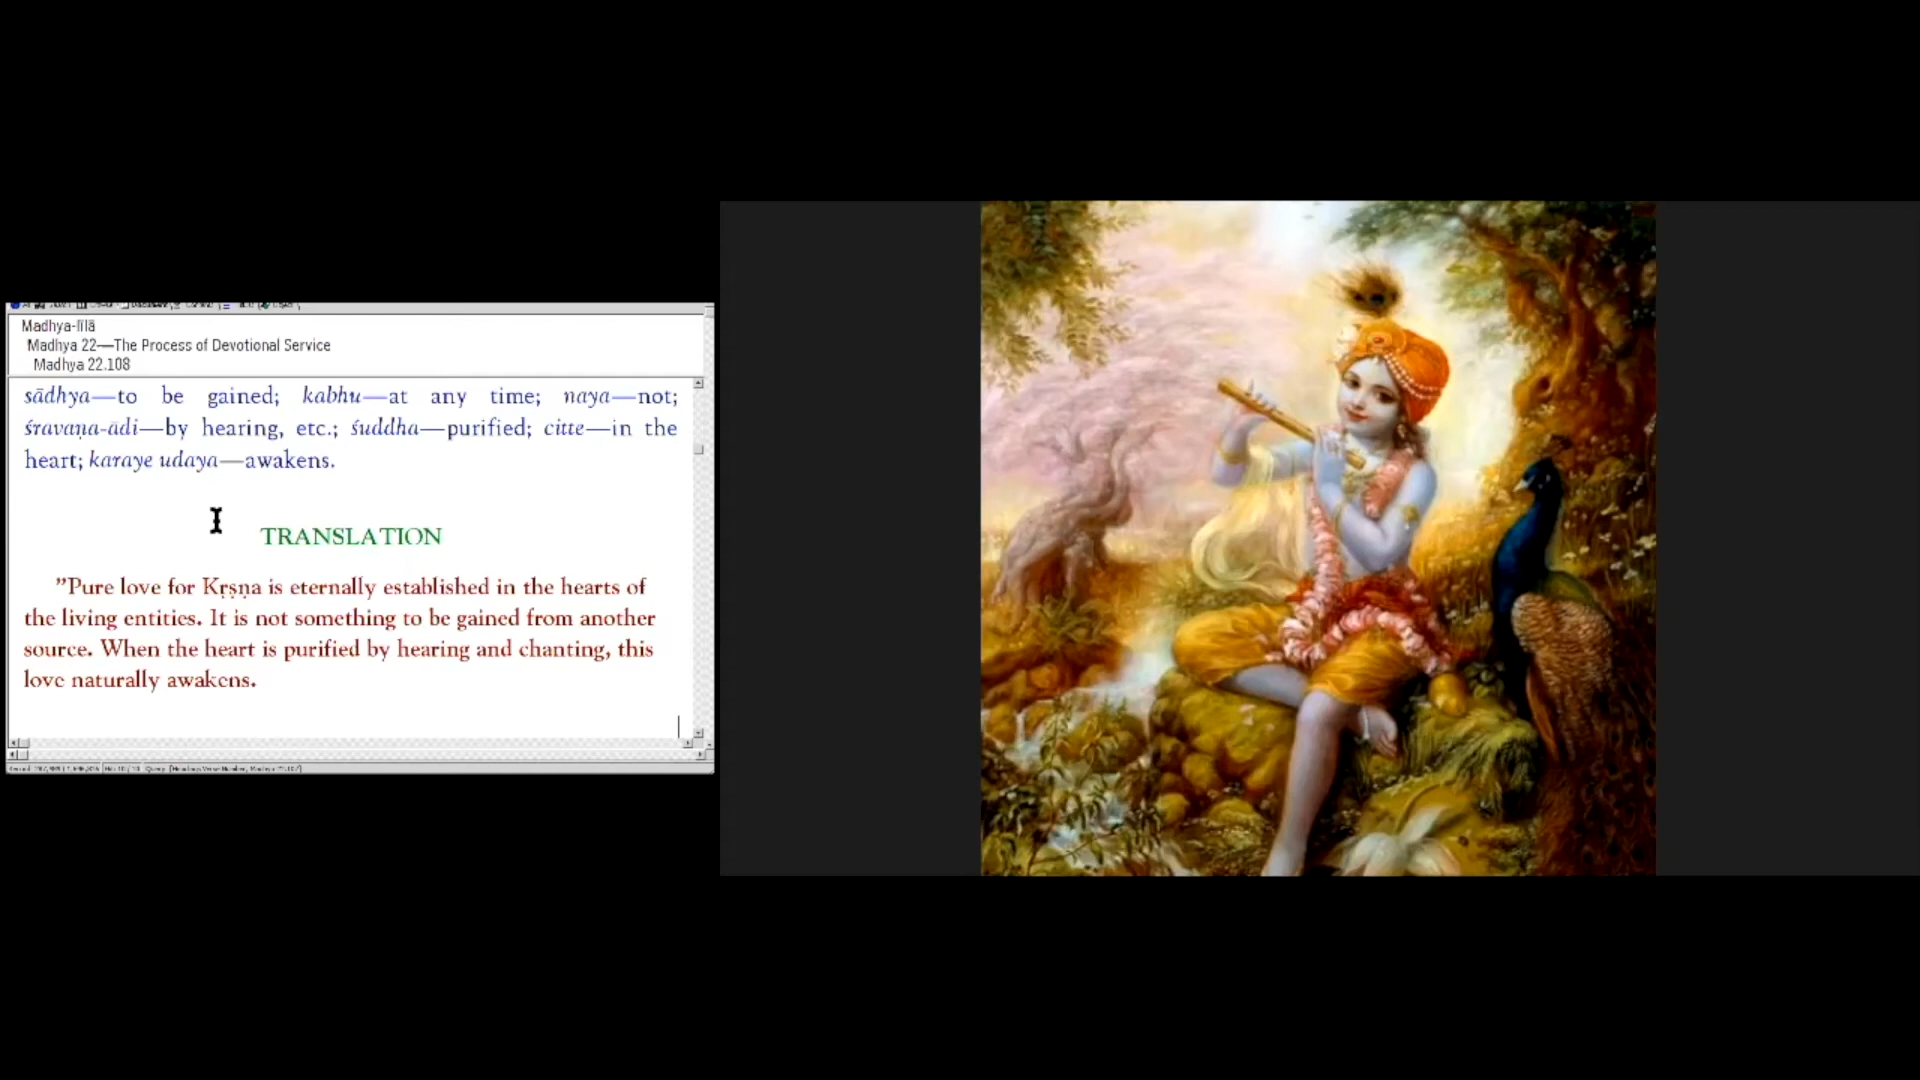 Madhya-līlā
Madhya 22—The Process of Devotional Service
Madhya 22.108
sādhya—to be gained; kabhu—at any time; naya—not;
śravaṇa-ādi—by hearing, etc.; śuddha—purified; citte—in the
heart; karaye udaya—awakens.
TRANSLATION
”Pure love for Kṛṣṇa is eternally established in the hearts of
the living entities. It is not something to be gained from another
source. When the heart is purified by hearing and chanting, this
love naturally awakens.